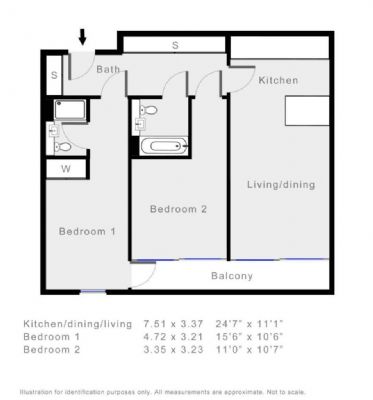 S
S
Bath
Kitchen
W
Living/dining
Bedroom 2
Bedroom 1
Balcony
Kitchen/dining/living 7.51 x 3.37 24'7" x 11'1"
Bedroom 1 4.72 x 3.21 15'6" x 10'6"
Bedroom 2 3.35 x 3.23 11'0" x 10'7"
Illustration for identification purposes only. All measurements are approximate. Not to scale.